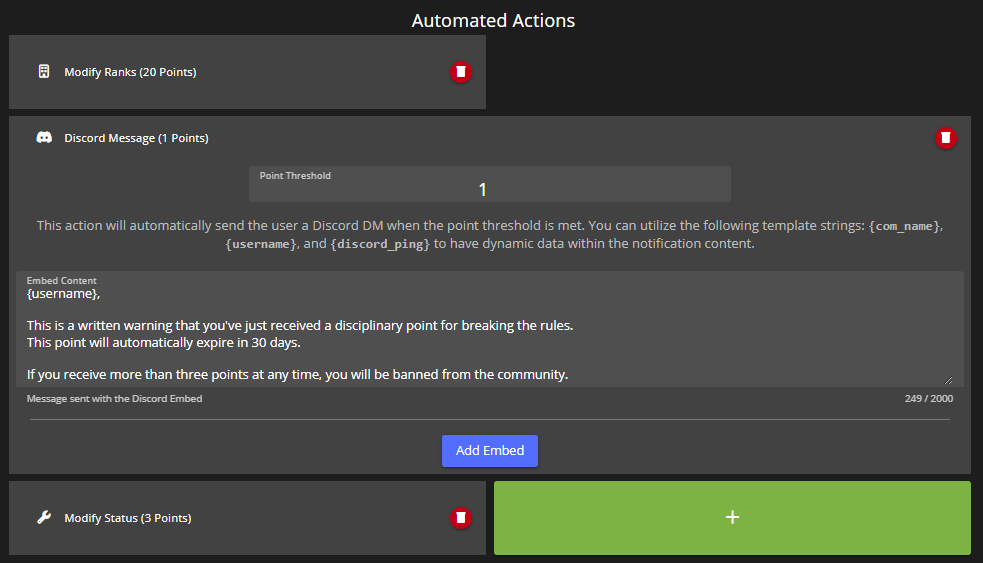 Automated Actions
Modify Ranks (20 Points)
Discord Message (1 Points)
Point Threshold
1
This action will automatically send the user a Discord DM when the point threshold is met. You can utilize the following template strings: {com_name},
{username}, and {discord_ping} to have dynamic data within the notification content.
Embed Content
{username},
This is a written warning that you've just received a disciplinary point for breaking the rules.
This point will automatically expire in 30 days.
If you receive more than three points at any time, you will be banned from the community.
Message sent with the Discord Embed
249 / 2000
Add Embed
Modify Status (3 Points)
+